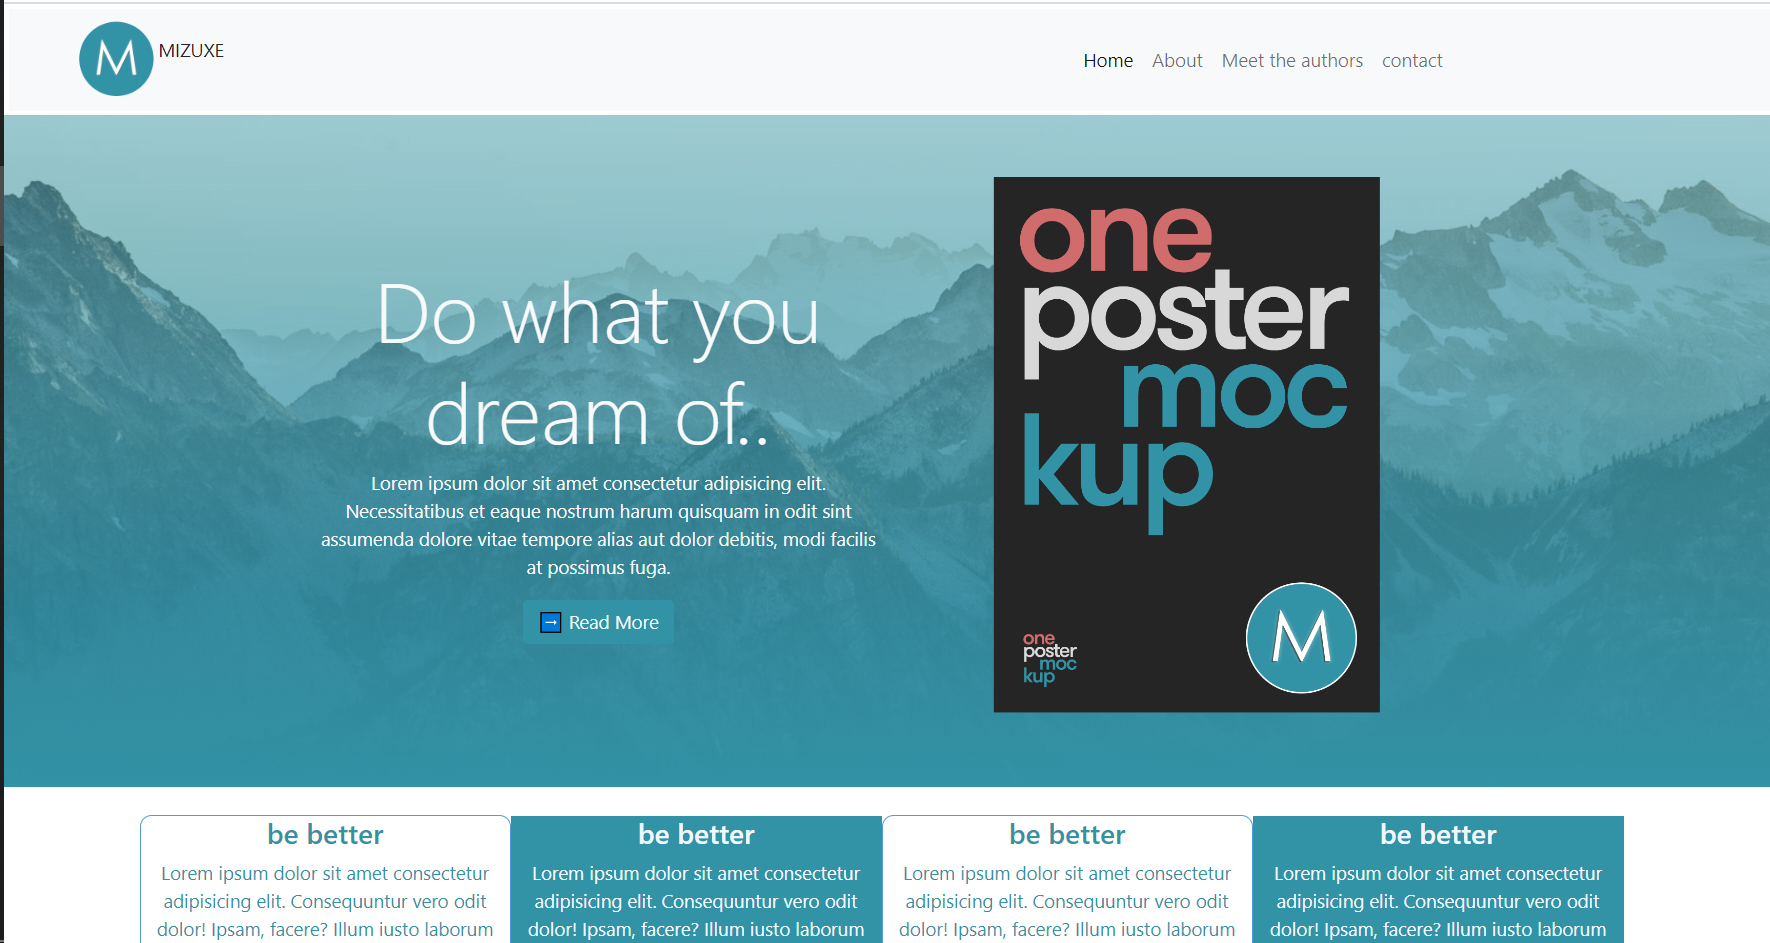 M MIZUXE
Home About Meet the authors contact
Do what you
dream of..
Lorem ipsum dolor sit amet consectetur adipisicing elit.
Necessitatibus et eaque nostrum harum quisquam in odit sint
assumenda dolore vitae tempore alias aut dolor debitis, modi facilis
at possimus fuga.
→ Read More
one
poster
moc
kup
one
poster
moc
kup
M
be better
Lorem ipsum dolor sit amet consectetur
adipisicing elit. Consequuntur vero odit
dolor! Ipsam, facere? Illum iusto laborum
be better
Lorem ipsum dolor sit amet consectetur
adipisicing elit. Consequuntur vero odit
dolor! Ipsam, facere? Illum iusto laborum
be better
Lorem ipsum dolor sit amet consectetur
adipisicing elit. Consequuntur vero odit
dolor! Ipsam, facere? Illum iusto laborum
be better
Lorem ipsum dolor sit amet consectetur
adipisicing elit. Consequuntur vero odit
dolor! Ipsam, facere? Illum iusto laborum